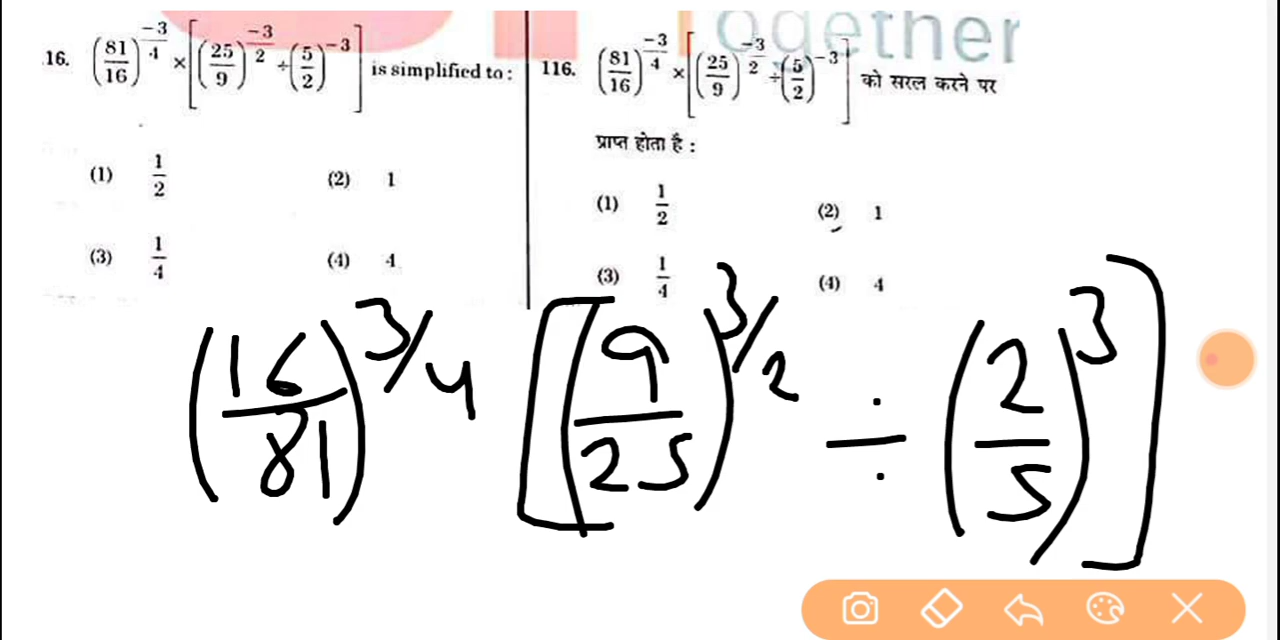 Together
16. (81/16)^(-3/4) × [(25/9)^(-3/2) ÷ (5/2)^(-3)] is simplified to :
(1) 1/2 (2) 1
(3) 1/4 (4) 4
116. (81/16)^(-3/4) × [(25/9)^(-3/2) ÷ (5/2)^(-3)] को सरल करने पर
प्राप्त होता है :
(1) 1/2 (2) 1
(3) 1/4 (4) 4
(16/81)^(3/4) [(9/25)^(3/2) ÷ (2/5)^3]